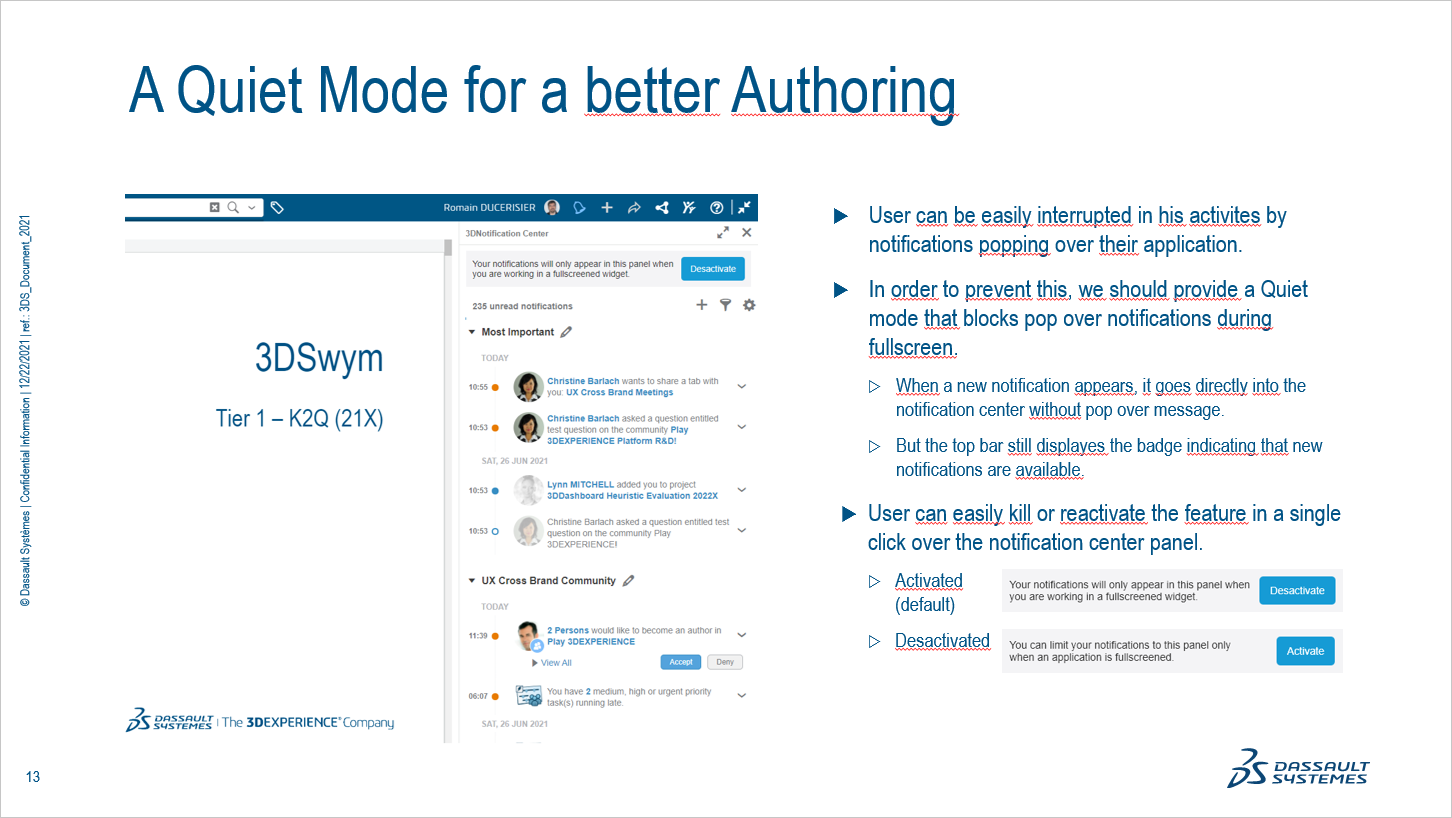 A Quiet Mode for a better Authoring
© Dassault Systèmes | Confidential Information | 12/22/2021 | ref.: 3DS_Document_2021
Romain DUCERISIER
3DNotification Center
Your notifications will only appear in this panel when
you are working in a fullscreened widget.
Desactivate
235 unread notifications
Most Important
TODAY
10:55
Christine Barlach wants to share a tab with
you: UX Cross Brand Meetings
10:53
Christine Barlach asked a question entitled
test question on the community Play
3DEXPERIENCE Platform R&D!
SAT, 26 JUN 2021
10:53
Lynn MITCHELL added you to project
3DDashboard Heuristic Evaluation 2022X
10:53
Christine Barlach asked a question entitled test
question on the community Play
3DEXPERIENCE!
UX Cross Brand Community
TODAY
11:39
2 Persons would like to become an author in
Play 3DEXPERIENCE
View All
Accept
Deny
06:07
You have 2 medium, high or urgent priority
task(s) running late.
SAT, 26 JUN 2021
3DSwym
Tier 1 – K2Q (21X)
DASSAULT SYSTEMES | The 3DEXPERIENCE® Company
User can be easily interrupted in his activites by
notifications popping over their application.
In order to prevent this, we should provide a Quiet
mode that blocks pop over notifications during
fullscreen.
When a new notification appears, it goes directly into the
notification center without pop over message.
But the top bar still displayes the badge indicating that new
notifications are available.
User can easily kill or reactivate the feature in a single
click over the notification center panel.
Activated
(default)
Your notifications will only appear in this panel when
you are working in a fullscreened widget.
Desactivate
Desactivated
You can limit your notifications to this panel only
when an application is fullscreened.
Activate
13
DASSAULT
SYSTEMES